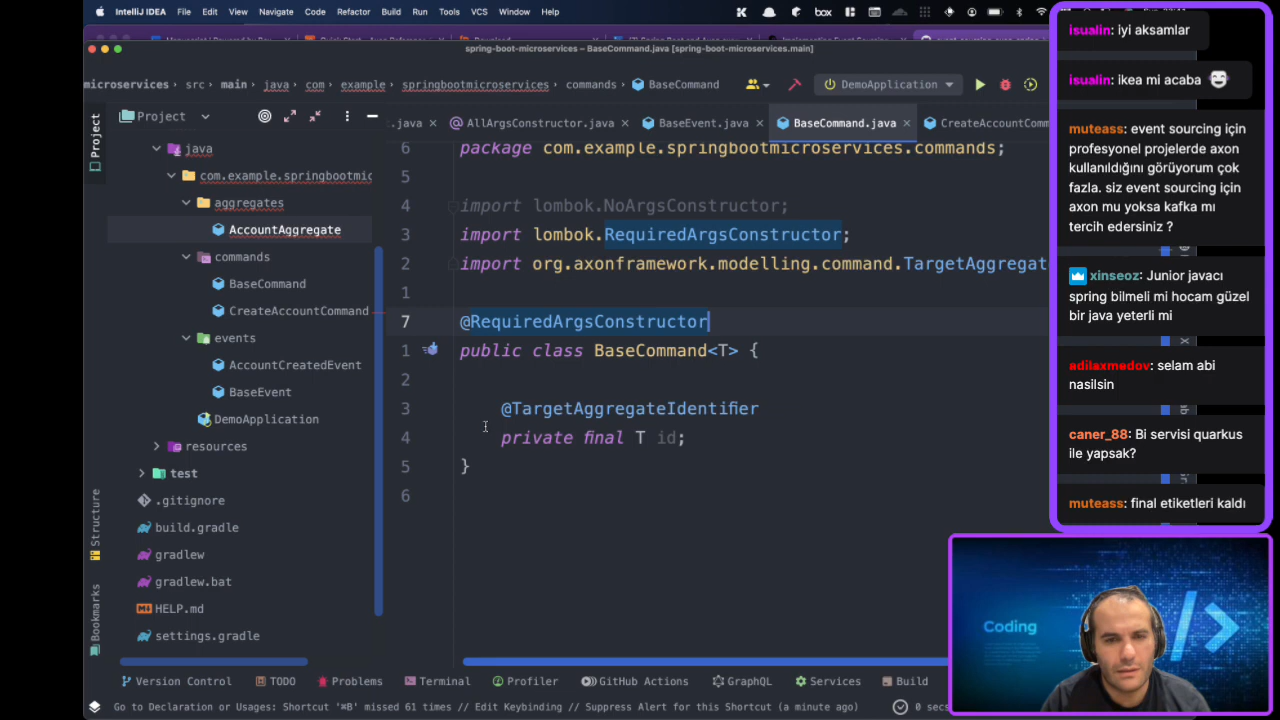 IntelliJ IDEA File Edit View Navigate Code Refactor Build Run Tools VCS Window Help
box
spring-boot-microservices – BaseCommand.java [spring-boot-microservices.main]
microservices src main java com example springbootmicroservices commands BaseCommand DemoApplication
Project
Project
.java AllArgsConstructor.java BaseEvent.java BaseCommand.java CreateAccountComm
java
com.example.springbootmic
aggregates
AccountAggregate
commands
BaseCommand
CreateAccountCommand
events
AccountCreatedEvent
BaseEvent
DemoApplication
resources
test
.gitignore
build.gradle
gradlew
gradlew.bat
HELP.md
settings.gradle
Structure
Bookmarks
6 package com.example.springbootmicroservices.commands;
5
4 import lombok.NoArgsConstructor;
3 import lombok.RequiredArgsConstructor;
2 import org.axonframework.modelling.command.TargetAggregat
1
7 @RequiredArgsConstructor
1 public class BaseCommand<T> {
2
3 @TargetAggregateIdentifier
4 private final T id;
5 }
6
Version Control TODO Problems Terminal Profiler GitHub Actions GraphQL Services Build
Go to Declaration or Usages: Shortcut '⌘B' missed 61 times // Edit Keybinding // Suppress Alert for this Shortcut (a minute ago)
0 secs
isualin: iyi aksamlar
isualin: ikea mi acaba
muteass: event sourcing için
profesyonel projelerde axon
kullanıldığını görüyorum çok
fazla. siz event sourcing için
axon mu yoksa kafka mı
tercih edersiniz ?
xinseoz: Junior javacı
spring bilmeli mi hocam güzel
bir java yeterli mi
adilaxmedov: selam abi
nasilsin
caner_88: Bi servisi quarkus
ile yapsak?
muteass: final etiketleri kaldı
Coding